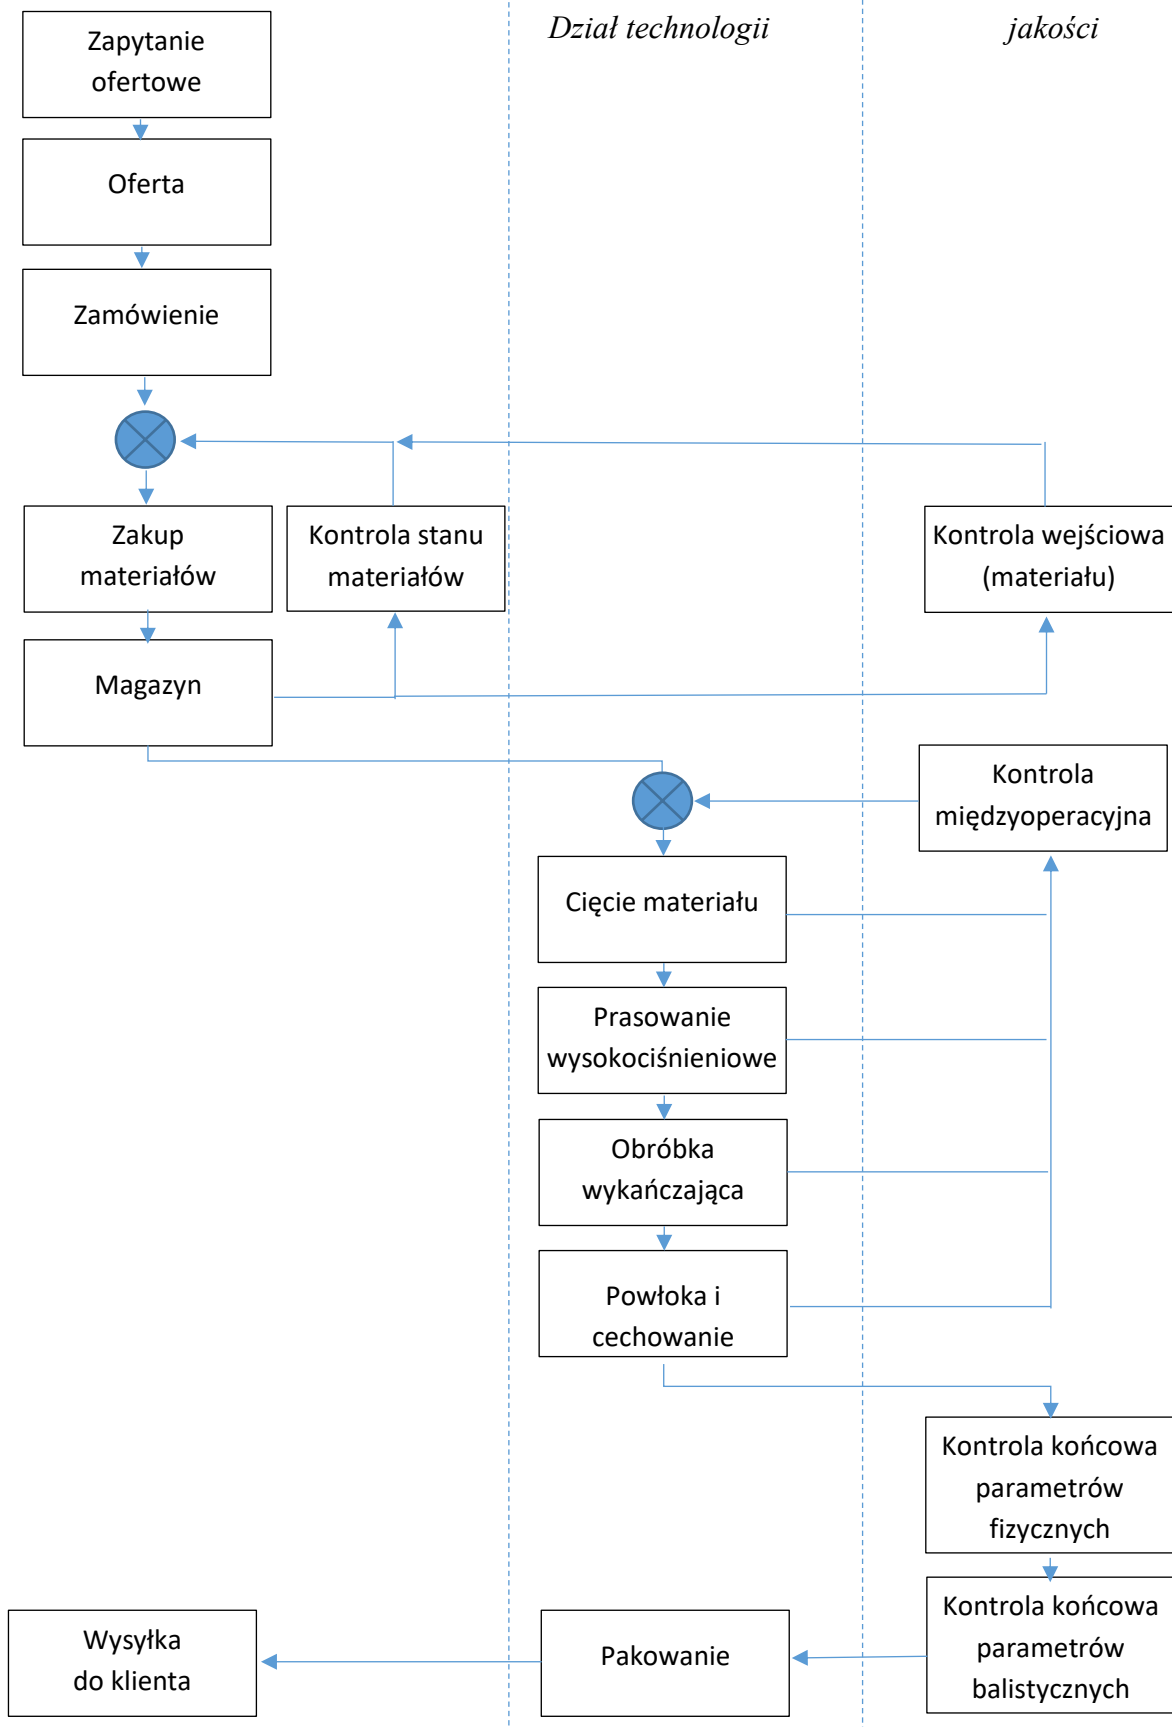 Dział technologii
jakości
Zapytanie
ofertowe
Oferta
Zamówienie
Zakup
materiałów
Kontrola stanu
materiałów
Kontrola wejściowa
(materiału)
Magazyn
Kontrola
międzyoperacyjna
Cięcie materiału
Prasowanie
wysokociśnieniowe
Obróbka
wykańczająca
Powłoka i
cechowanie
Kontrola końcowa
parametrów
fizycznych
Kontrola końcowa
parametrów
balistycznych
Pakowanie
Wysyłka
do klienta